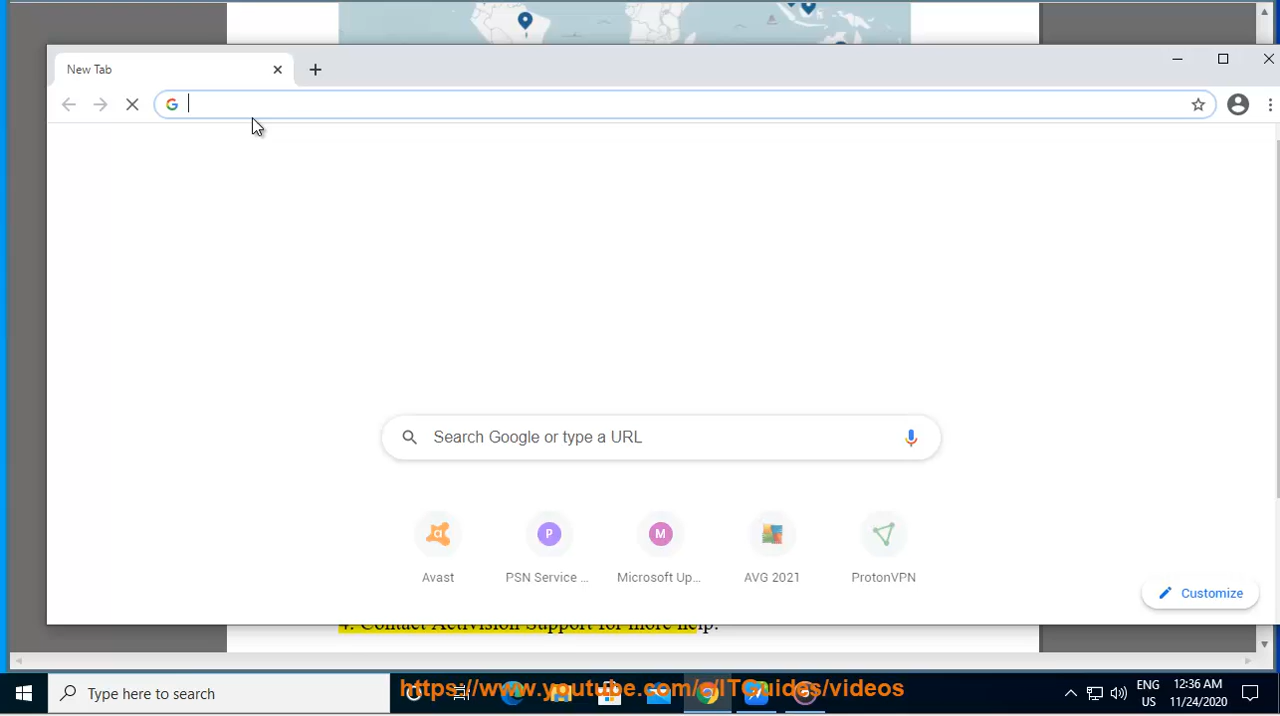 New Tab
Search Google or type a URL
P
M
Avast
PSN Service ...
Microsoft Up...
AVG 2021
ProtonVPN
Customize
4. Contact Activision Support for more help.
Type here to search
https://www.youtube.com/c/ITGuides/videos
ENG
US
12:36 AM
11/24/2020